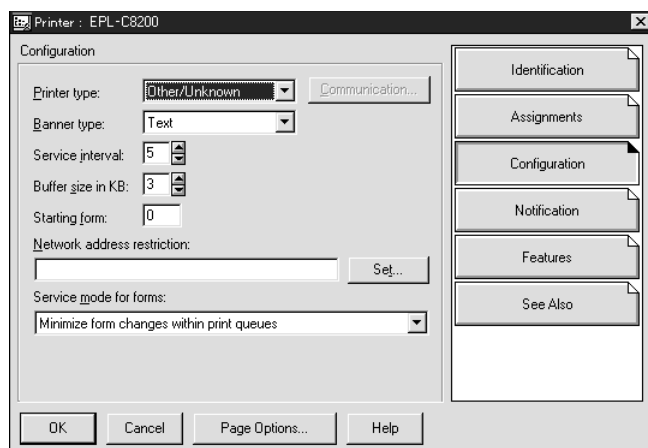 Printer : EPL-C8200
Configuration
Printer type: Other/Unknown Communication...
Banner type: Text
Service interval: 5
Buffer size in KB: 3
Starting form: 0
Network address restriction:
Set...
Service mode for forms:
Minimize form changes within print queues
OK Cancel Page Options... Help
Identification
Assignments
Configuration
Notification
Features
See Also